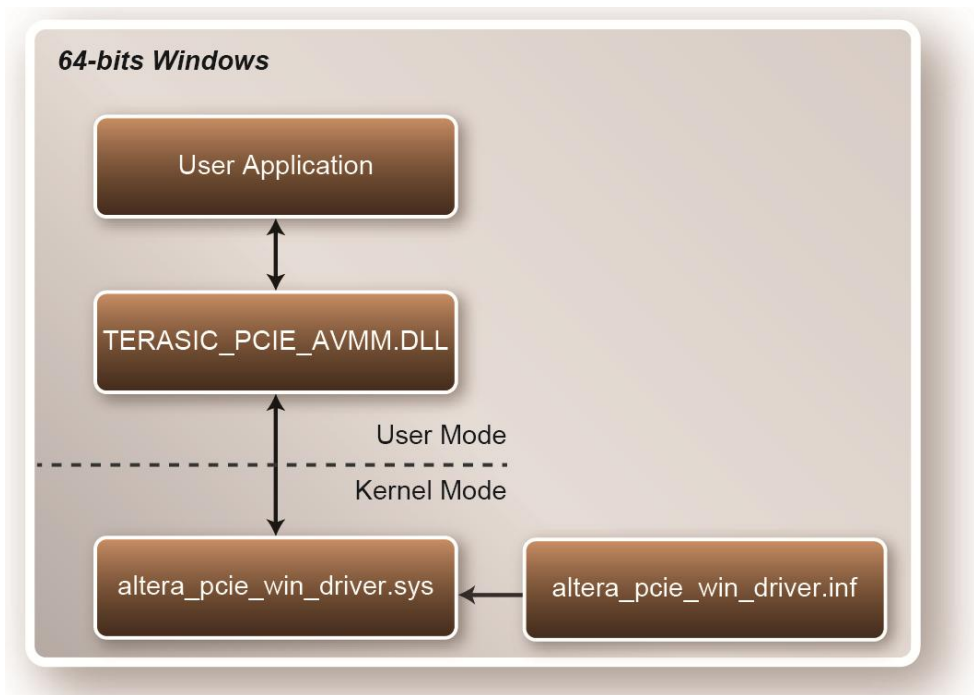 64-bits Windows
User Application
TERASIC_PCIE_AVMM.DLL
User Mode
Kernel Mode
altera_pcie_win_driver.sys
altera_pcie_win_driver.inf